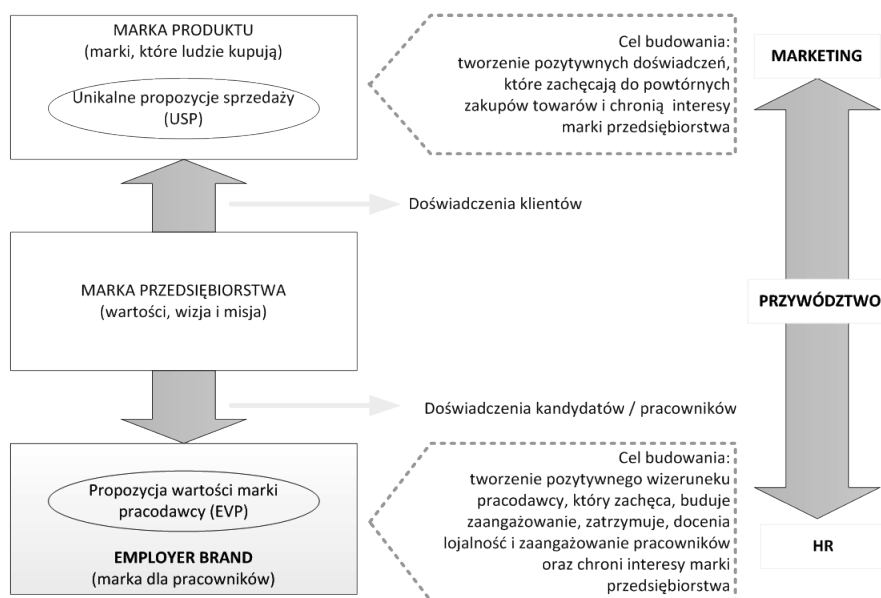 MARKA PRODUKTU
(marki, które ludzie kupują)
Unikalne propozycje sprzedaży
(USP)
Cel budowania:
tworzenie pozytywnych doświadczeń,
które zachęcają do powtórnych
zakupów towarów i chronią interesy
marki przedsiębiorstwa
MARKETING
Doświadczenia klientów
MARKA PRZEDSIĘBIORSTWA
(wartości, wizja i misja)
PRZYWÓDZTWO
Doświadczenia kandydatów / pracowników
Propozycja wartości marki
pracodawcy (EVP)
EMPLOYER BRAND
(marka dla pracowników)
Cel budowania:
tworzenie pozytywnego wizerunku
pracodawcy, który zachęca, buduje
zaangażowanie, zatrzymuje, docenia
lojalność i zaangażowanie pracowników
oraz chroni interesy marki
przedsiębiorstwa
HR